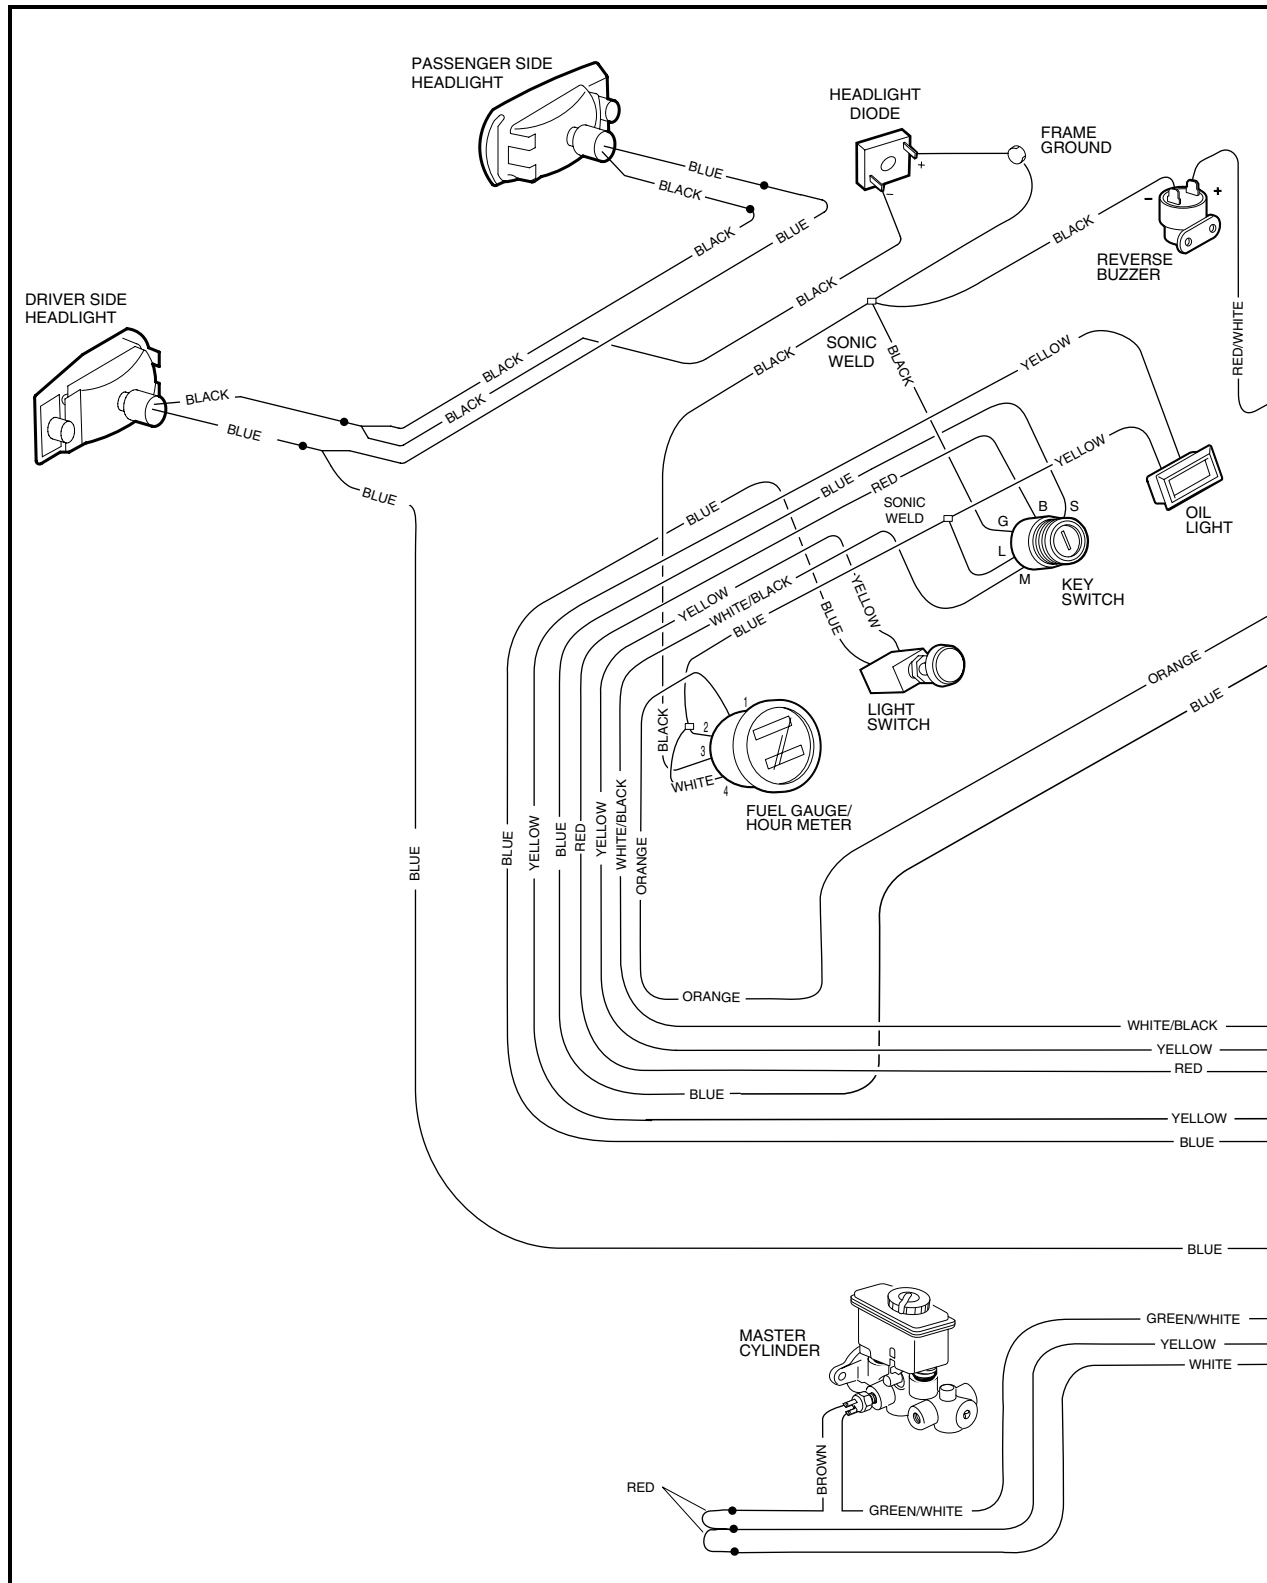 PASSENGER SIDE
HEADLIGHT
HEADLIGHT
DIODE
FRAME
GROUND
+
–
BLUE
BLACK
–
+
BLACK
BLUE
BLACK
REVERSE
BUZZER
DRIVER SIDE
HEADLIGHT
BLACK
RED/WHITE
SONIC
WELD
BLACK
BLACK
YELLOW
BLACK
BLACK
BLACK
BLUE
BLUE
BLUE
RED
YELLOW
BLUE
SONIC
WELD
B
S
G
L
M
OIL
LIGHT
KEY
SWITCH
YELLOW
WHITE/BLACK
BLUE
BLUE
YELLOW
ORANGE
BLUE
LIGHT
SWITCH
1
2
3
4
BLACK
WHITE
FUEL GAUGE/
HOUR METER
BLUE
BLUE
YELLOW
BLUE
RED
YELLOW
WHITE/BLACK
ORANGE
ORANGE
WHITE/BLACK
YELLOW
RED
BLUE
YELLOW
BLUE
BLUE
MASTER
CYLINDER
GREEN/WHITE
YELLOW
WHITE
BROWN
RED
GREEN/WHITE